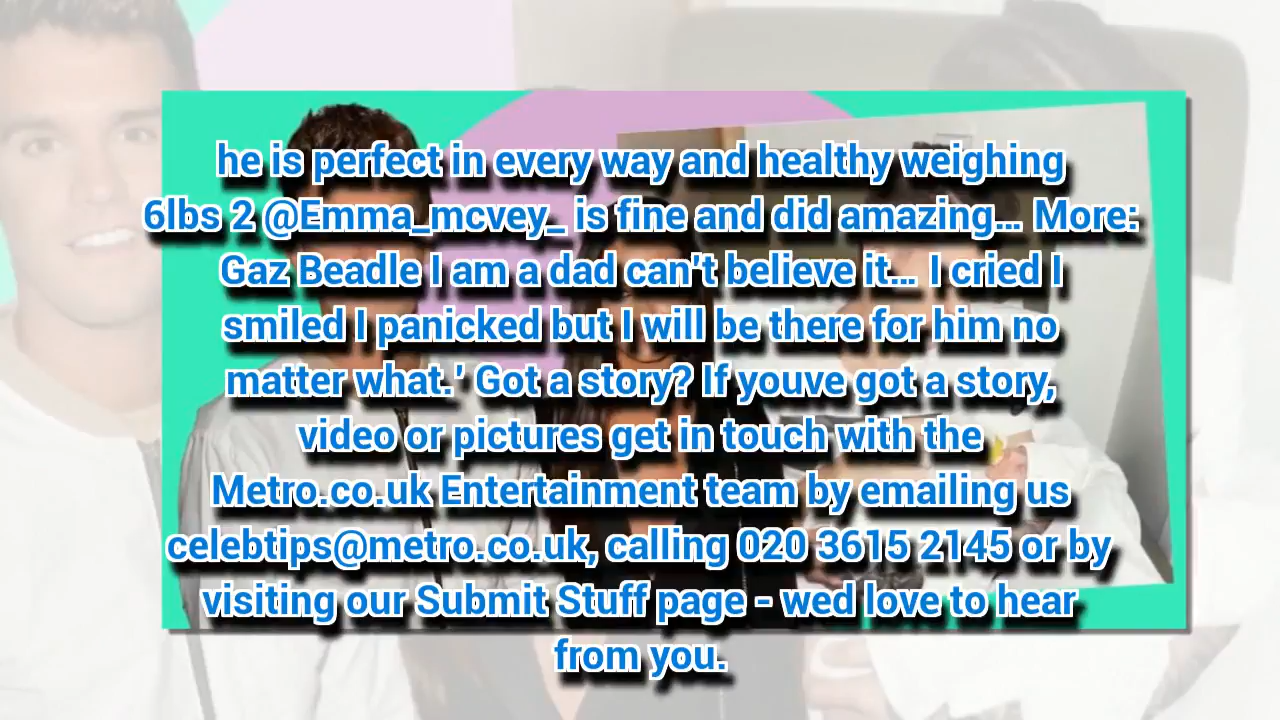 he is perfect in every way and healthy weighing
6lbs 2 @Emma_mcvey_ is fine and did amazing... More:
Gaz Beadle I am a dad can't believe it... I cried I
smiled I panicked but I will be there for him no
matter what.' Got a story? If youve got a story,
video or pictures get in touch with the
Metro.co.uk Entertainment team by emailing us
celebtips@metro.co.uk, calling 020 3615 2145 or by
visiting our Submit Stuff page - wed love to hear
from you.